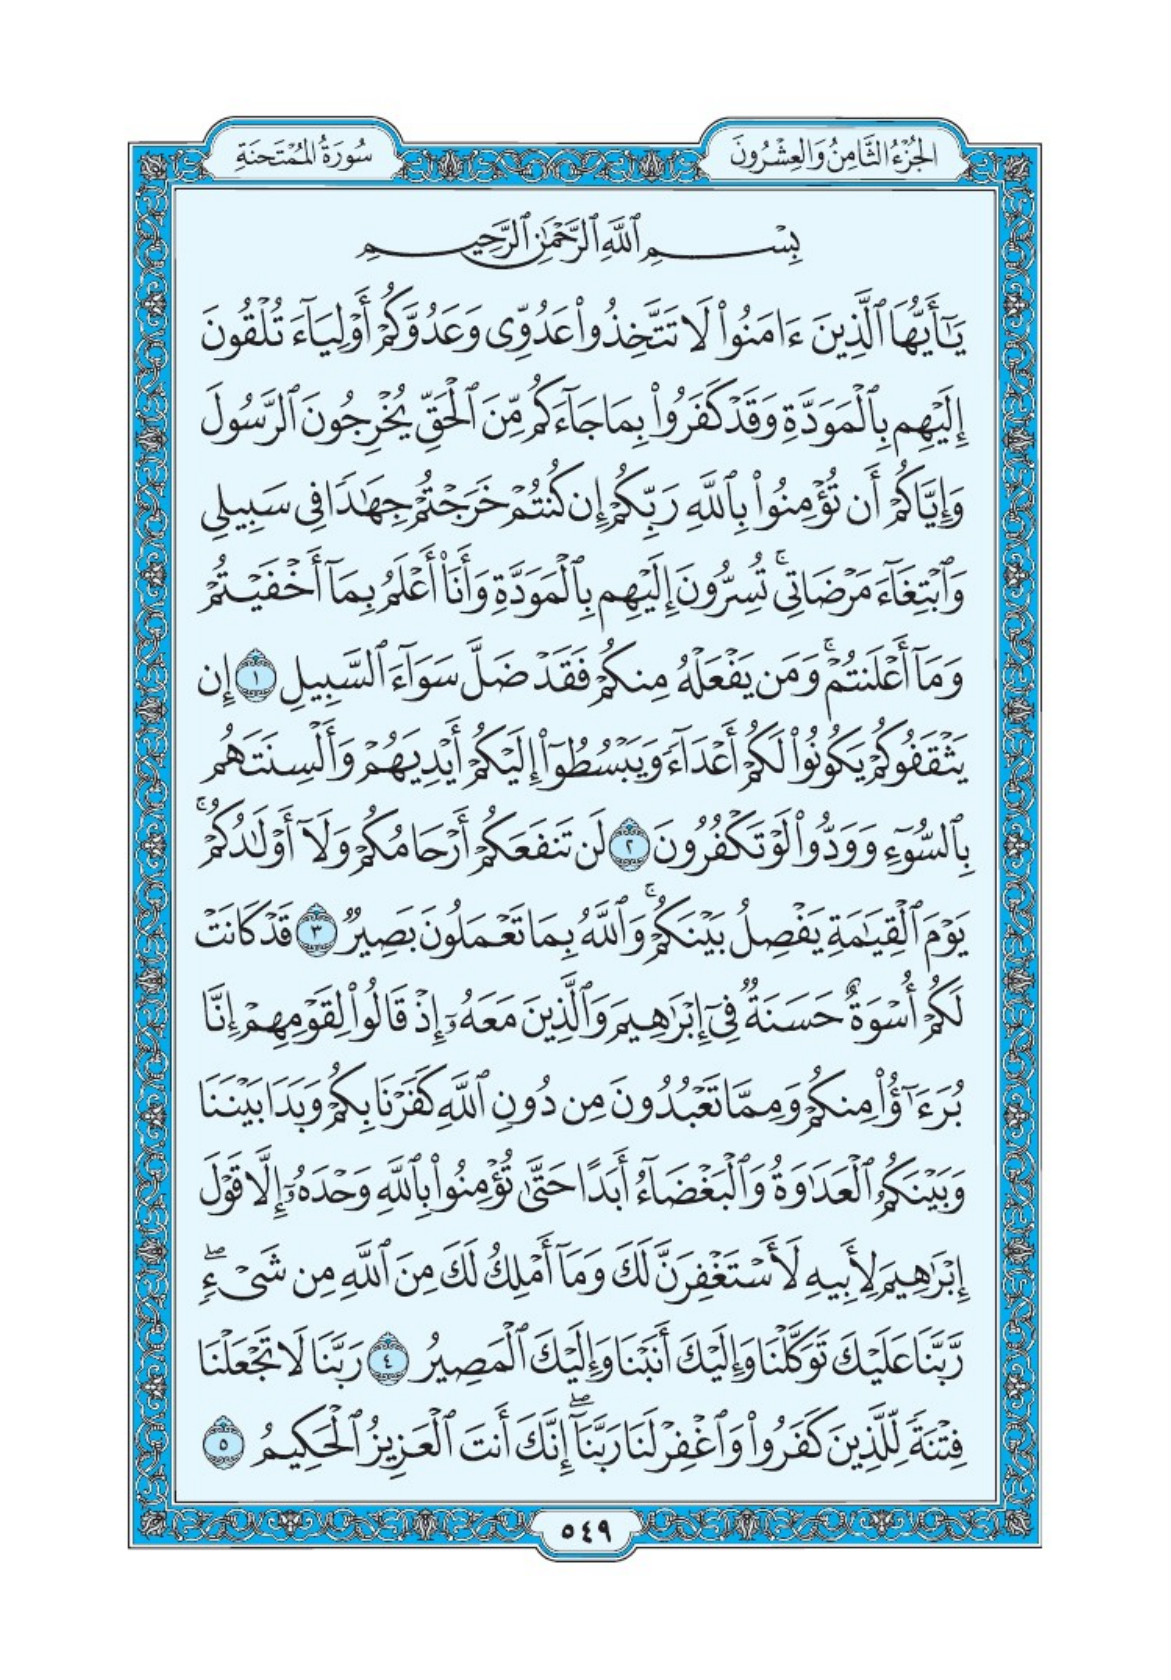 الجُزْءُ الثَّامِنُ وَالعِشْرُونَ
سُورَةُ المُمْتَحنَةِ
بِسْمِ ٱللَّهِ ٱلرَّحْمَٰنِ ٱلرَّحِيمِ
يَٰٓأَيُّهَا ٱلَّذِينَ ءَامَنُوا۟ لَا تَتَّخِذُوا۟ عَدُوِّى وَعَدُوَّكُمْ أَوْلِيَآءَ تُلْقُونَ
إِلَيْهِم بِٱلْمَوَدَّةِ وَقَدْ كَفَرُوا۟ بِمَا جَآءَكُم مِّنَ ٱلْحَقِّ يُخْرِجُونَ ٱلرَّسُولَ
وَإِيَّاكُمْ أَن تُؤْمِنُوا۟ بِٱللَّهِ رَبِّكُمْ إِن كُنتُمْ خَرَجْتُمْ جِهَٰدًا فِى سَبِيلِى
وَٱبْتِغَآءَ مَرْضَاتِى ۚ تُسِرُّونَ إِلَيْهِم بِٱلْمَوَدَّةِ وَأَنَا۠ أَعْلَمُ بِمَآ أَخْفَيْتُمْ
وَمَآ أَعْلَنتُمْ ۚ وَمَن يَفْعَلْهُ مِنكُمْ فَقَدْ ضَلَّ سَوَآءَ ٱلسَّبِيلِ ١ إِن
يَثْقَفُوكُمْ يَكُونُوا۟ لَكُمْ أَعْدَآءً وَيَبْسُطُوٓا۟ إِلَيْكُمْ أَيْدِيَهُمْ وَأَلْسِنَتَهُم
بِٱلسُّوٓءِ وَوَدُّوا۟ لَوْ تَكْفُرُونَ ٢ لَن تَنفَعَكُمْ أَرْحَامُكُمْ وَلَآ أَوْلَٰدُكُمْ ۚ
يَوْمَ ٱلْقِيَٰمَةِ يَفْصِلُ بَيْنَكُمْ ۚ وَٱللَّهُ بِمَا تَعْمَلُونَ بَصِيرٌ ٣ قَدْ كَانَتْ
لَكُمْ أُسْوَةٌ حَسَنَةٌ فِىٓ إِبْرَٰهِيمَ وَٱلَّذِينَ مَعَهُۥٓ إِذْ قَالُوا۟ لِقَوْمِهِمْ إِنَّا
بُرَءَٰٓؤُا۟ مِنكُمْ وَمِمَّا تَعْبُدُونَ مِن دُونِ ٱللَّهِ كَفَرْنَا بِكُمْ وَبَدَا بَيْنَنَا
وَبَيْنَكُمُ ٱلْعَدَٰوَةُ وَٱلْبَغْضَآءُ أَبَدًا حَتَّىٰ تُؤْمِنُوا۟ بِٱللَّهِ وَحْدَهُۥٓ إِلَّا قَوْلَ
إِبْرَٰهِيمَ لِأَبِيهِ لَأَسْتَغْفِرَنَّ لَكَ وَمَآ أَمْلِكُ لَكَ مِنَ ٱللَّهِ مِن شَىْءٍ ۖ
رَّبَّنَا عَلَيْكَ تَوَكَّلْنَا وَإِلَيْكَ أَنَبْنَا وَإِلَيْكَ ٱلْمَصِيرُ ٤ رَبَّنَا لَا تَجْعَلْنَا
فِتْنَةً لِّلَّذِينَ كَفَرُوا۟ وَٱغْفِرْ لَنَا رَبَّنَآ ۖ إِنَّكَ أَنتَ ٱلْعَزِيزُ ٱلْحَكِيمُ ٥
٥٤٩